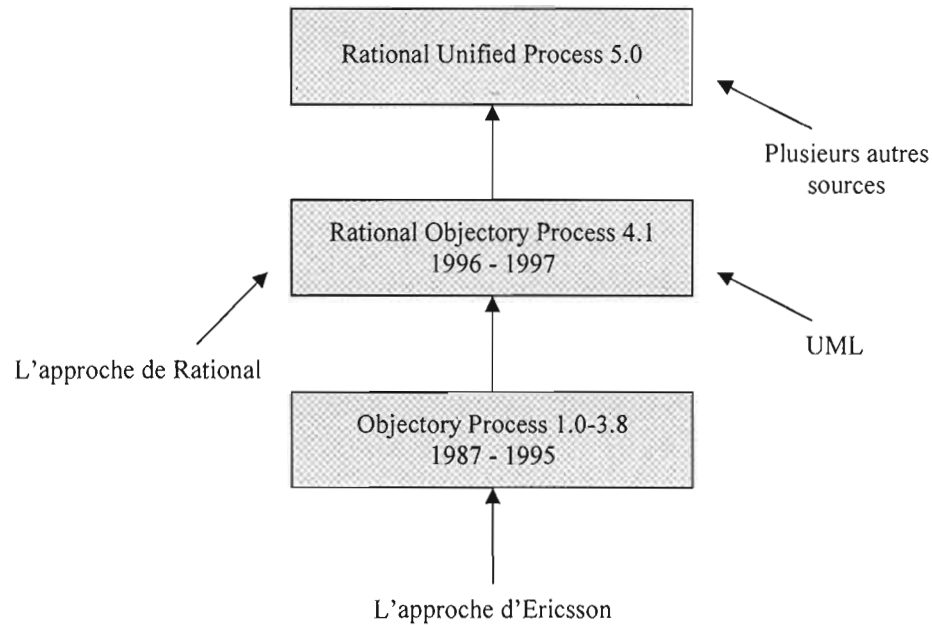 Rational Unified Process 5.0
Plusieurs autres
sources
Rational Objectory Process 4.1
1996 - 1997
UML
L'approche de Rational
Objectory Process 1.0-3.8
1987 - 1995
L'approche d'Ericsson